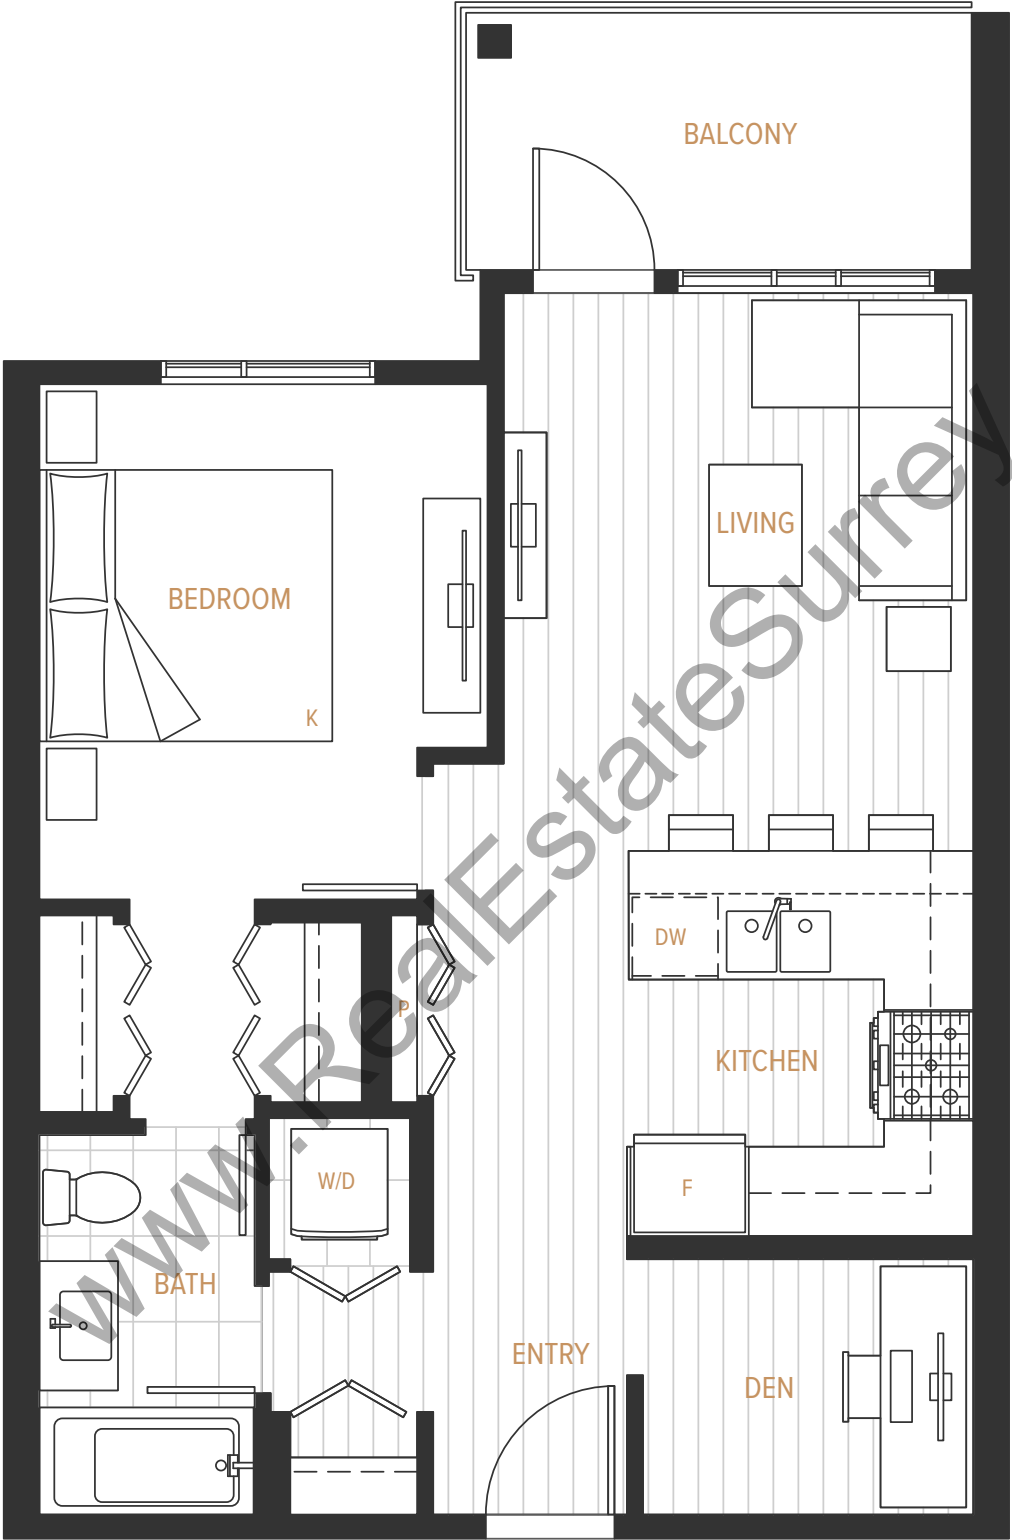 BALCONY
LIVING
BEDROOM
K
DW
P
KITCHEN
W/D
F
BATH
ENTRY
DEN
www.RealEstateSurrey